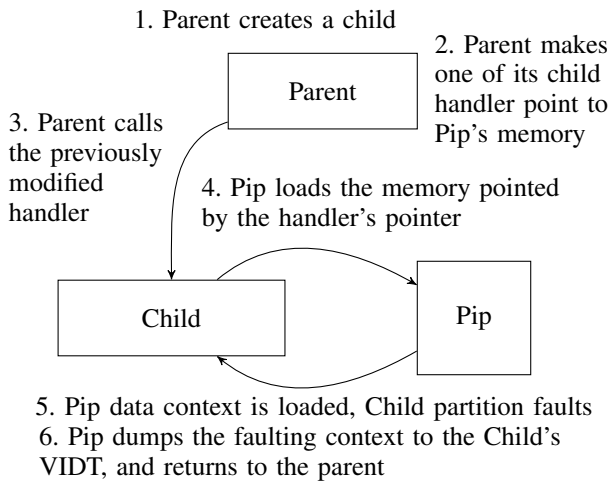 1. Parent creates a child
2. Parent makes
one of its child
handler point to
Pip's memory
Parent
3. Parent calls
the previously
modified
handler
4. Pip loads the memory pointed
by the handler's pointer
Child
Pip
5. Pip data context is loaded, Child partition faults
6. Pip dumps the faulting context to the Child's
VIDT, and returns to the parent